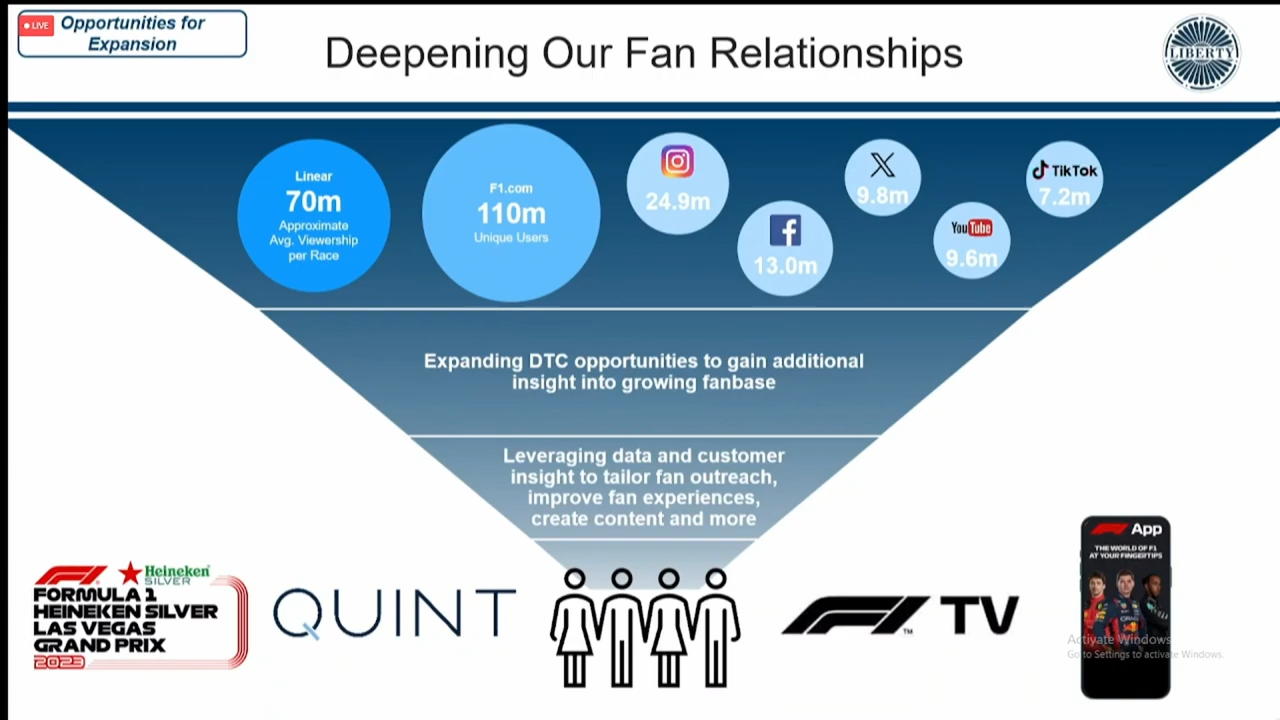 LIVE
Opportunities for
Expansion
Deepening Our Fan Relationships
LIBERTY
Linear
70m
Approximate
Avg. Viewership
per Race
F1.com
110m
Unique Users
24.9m
13.0m
9.8m
YouTube
9.6m
TikTok
7.2m
Expanding DTC opportunities to gain additional
insight into growing fanbase
Leveraging data and customer
insight to tailor fan outreach,
improve fan experiences,
create content and more
F1 Heineken
SILVER
FORMULA 1
HEINEKEN SILVER
LAS VEGAS
GRAND PRIX
2023
QUINT
F1 TV
TM
F1 App
THE WORLD OF F1
AT YOUR FINGERTIPS
Activate Windows
Go to Settings to activate Windows.